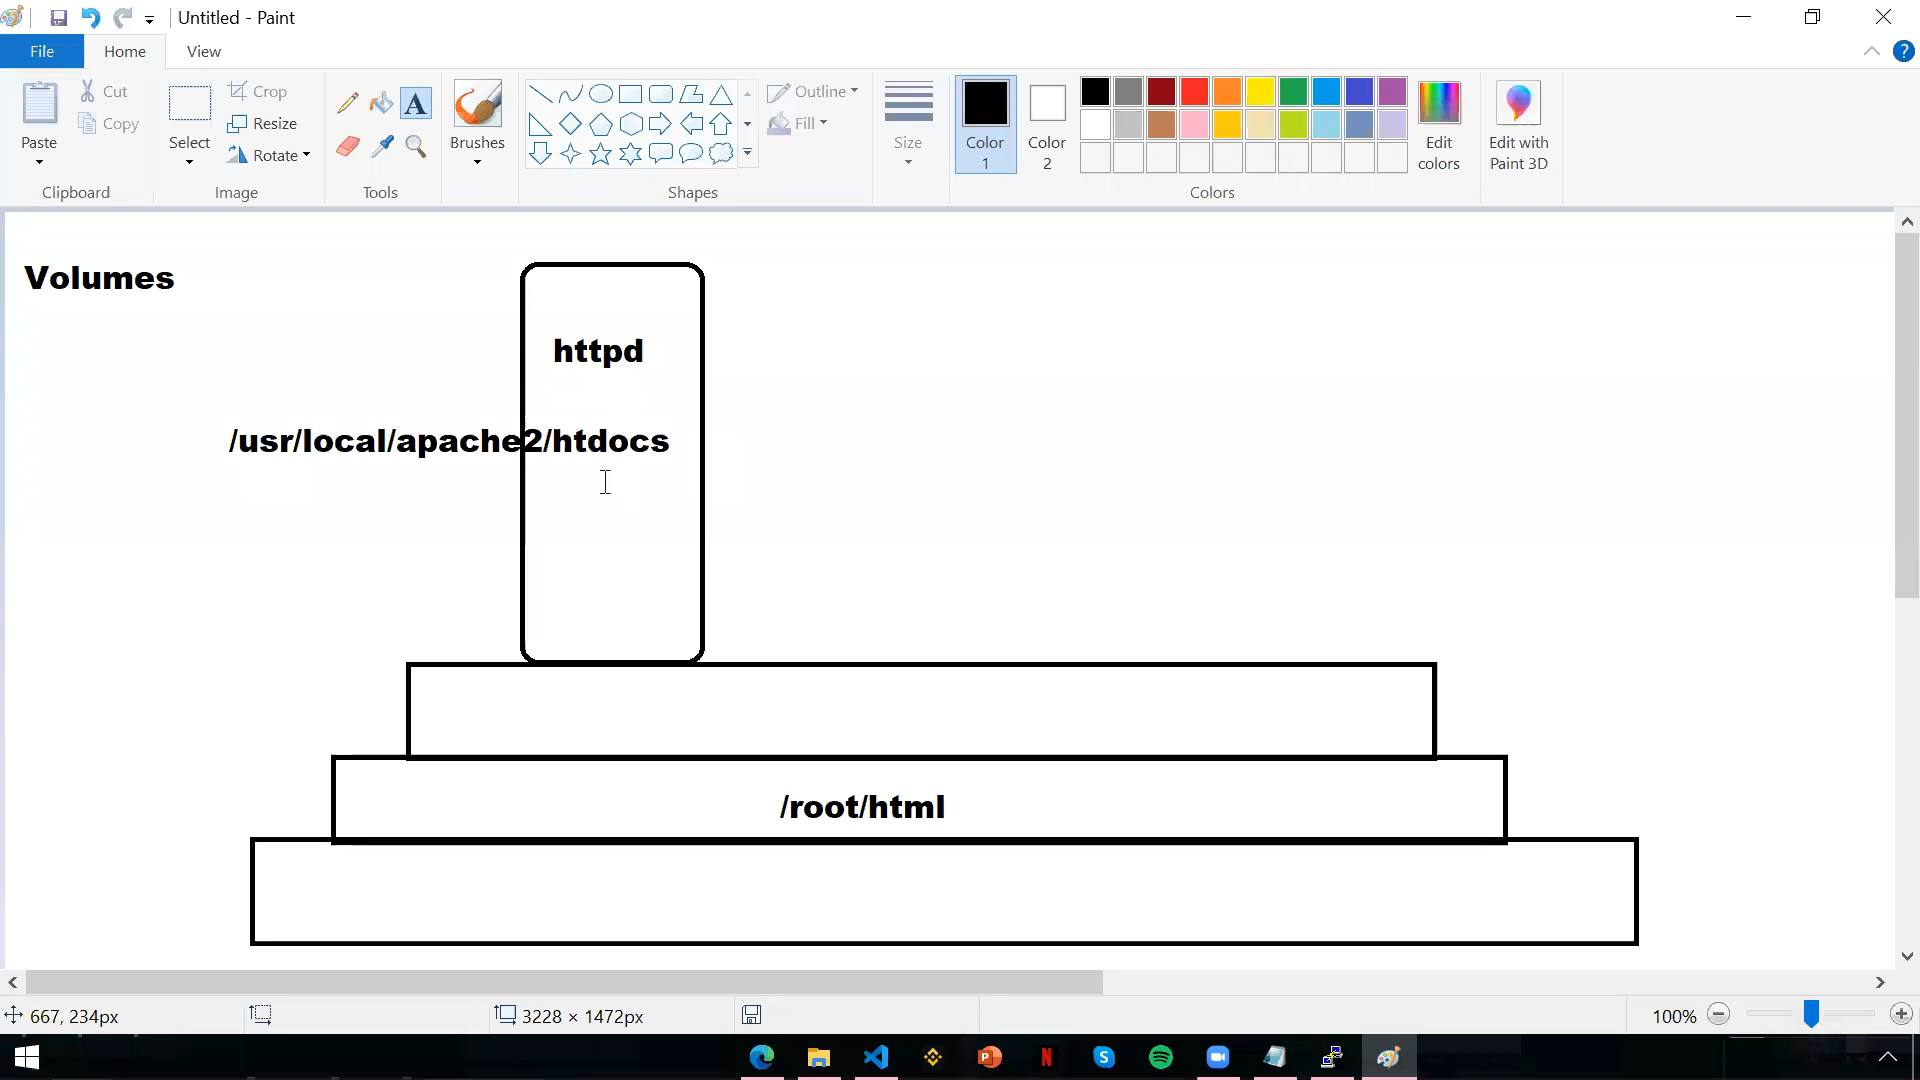 Untitled - Paint
File
Home
View
Paste
Cut
Copy
Clipboard
Select
Crop
Resize
Rotate
Image
A
Tools
Brushes
Shapes
Outline
Fill
Size
Color
1
Color
2
Colors
Edit
colors
Edit with
Paint 3D
?
Volumes
httpd
/usr/local/apache2/htdocs
/root/html
667, 234px
3228 × 1472px
100%
P
N
S